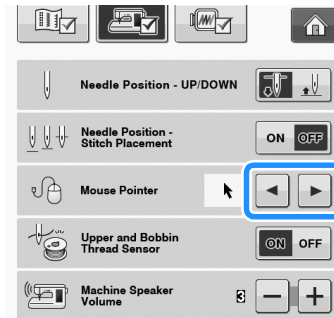 Needle Position - UP/DOWN
Needle Position -
Stitch Placement
ON OFF
Mouse Pointer
Upper and Bobbin
Thread Sensor
ON OFF
Machine Speaker
Volume
3